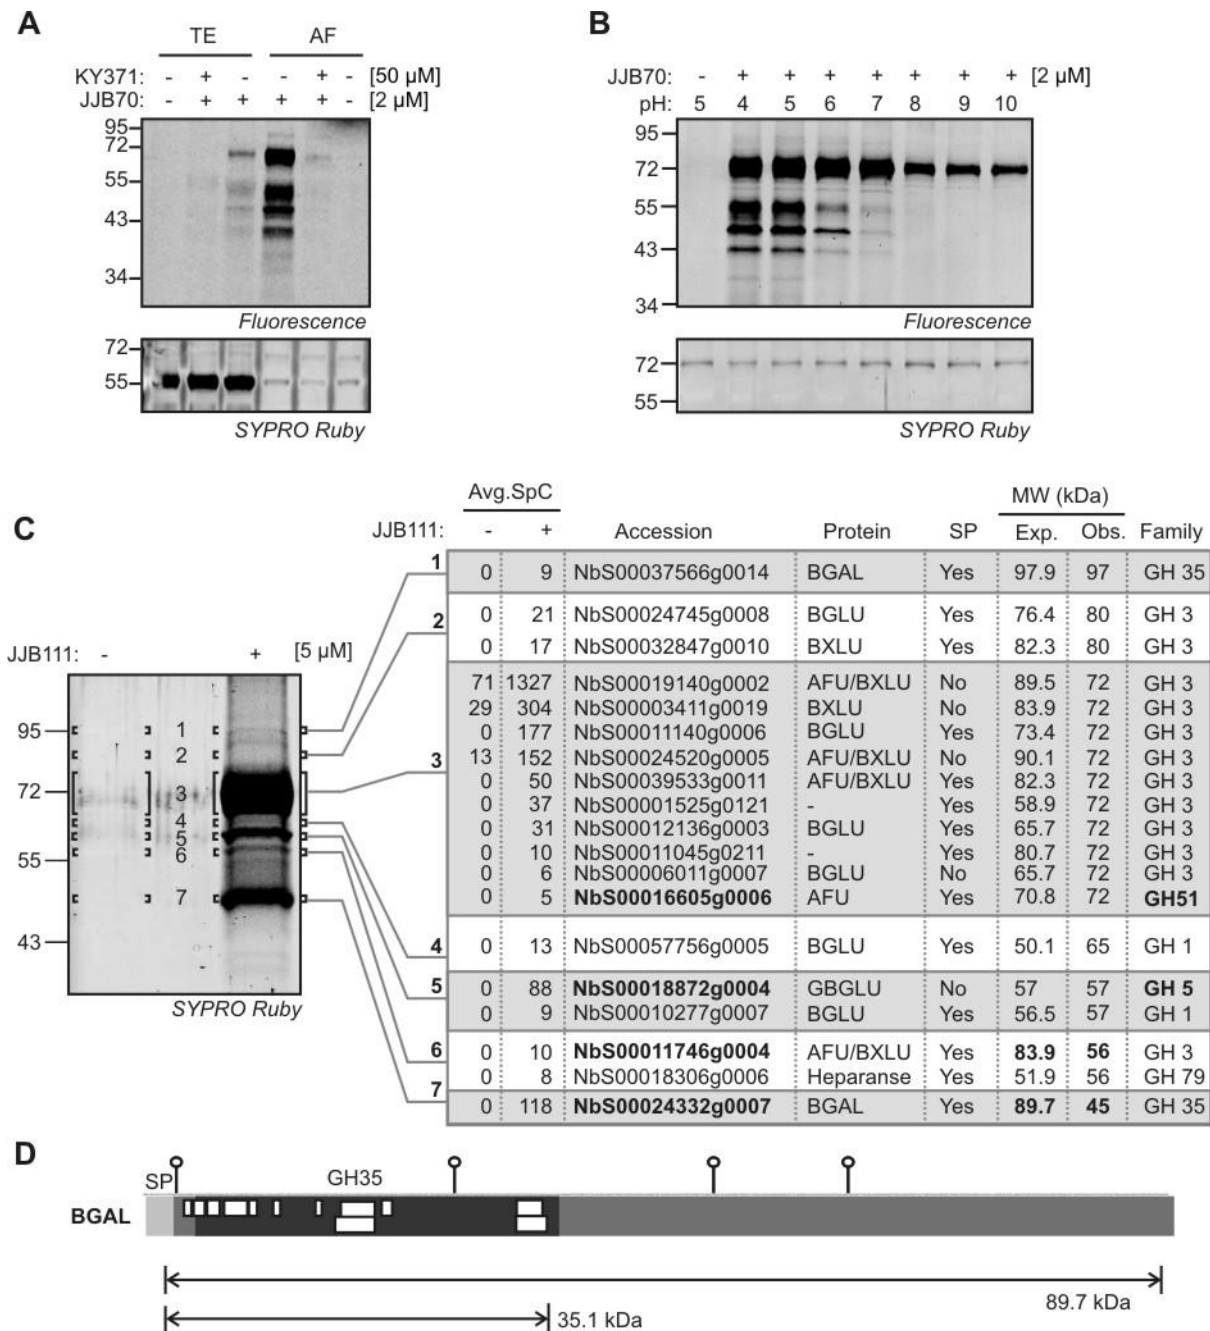 A
TE AF
KY371: - + - - + - [50 µM]
JJB70: - + + + + - [2 µM]
95
72
55
43
34
Fluorescence
72
55
SYPRO Ruby
B
JJB70: - + + + + + + + [2 µM]
pH: 5 4 5 6 7 8 9 10
95
72
55
43
34
Fluorescence
72
55
SYPRO Ruby
C
JJB111: - + [5 µM]
95
72
55
43
1
2
3
4
5
6
7
SYPRO Ruby
Avg.SpC MW (kDa)
JJB111: - + Accession Protein SP Exp. Obs. Family
1 0 9 NbS00037566g0014 BGAL Yes 97.9 97 GH 35
2 0 21 NbS00024745g0008 BGLU Yes 76.4 80 GH 3
0 17 NbS00032847g0010 BXLU Yes 82.3 80 GH 3
3 71 1327 NbS00019140g0002 AFU/BXLU No 89.5 72 GH 3
29 304 NbS00003411g0019 BXLU No 83.9 72 GH 3
0 177 NbS00011140g0006 BGLU Yes 73.4 72 GH 3
13 152 NbS00024520g0005 AFU/BXLU No 90.1 72 GH 3
0 50 NbS00039533g0011 AFU/BXLU Yes 82.3 72 GH 3
0 37 NbS00001525g0121 - Yes 58.9 72 GH 3
0 31 NbS00012136g0003 BGLU Yes 65.7 72 GH 3
0 10 NbS00011045g0211 - Yes 80.7 72 GH 3
0 6 NbS00006011g0007 BGLU No 65.7 72 GH 3
0 5 NbS00016605g0006 AFU Yes 70.8 72 GH51
4 0 13 NbS00057756g0005 BGLU Yes 50.1 65 GH 1
5 0 88 NbS00018872g0004 GBGLU No 57 57 GH 5
0 9 NbS00010277g0007 BGLU Yes 56.5 57 GH 1
6 0 10 NbS00011746g0004 AFU/BXLU Yes 83.9 56 GH 3
0 8 NbS00018306g0006 Heparanse Yes 51.9 56 GH 79
7 0 118 NbS00024332g0007 BGAL Yes 89.7 45 GH 35
D
SP GH35
BGAL
89.7 kDa
35.1 kDa